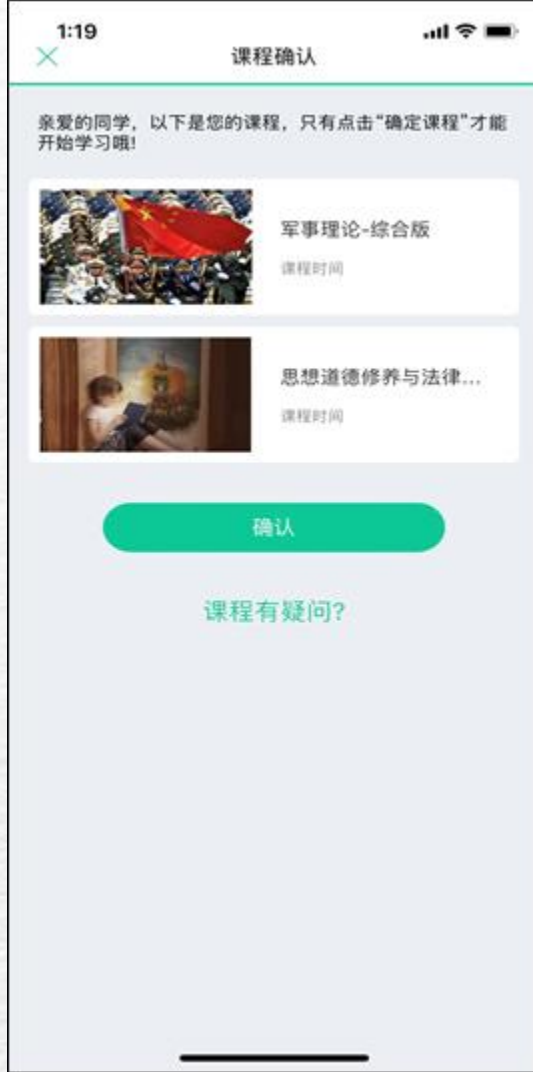 1:19
课程确认
亲爱的同学，以下是您的课程，只有点击“确定课程”才能
开始学习哦!
军事理论-综合版
课程时间
思想道德修养与法律...
课程时间
确认
课程有疑问?